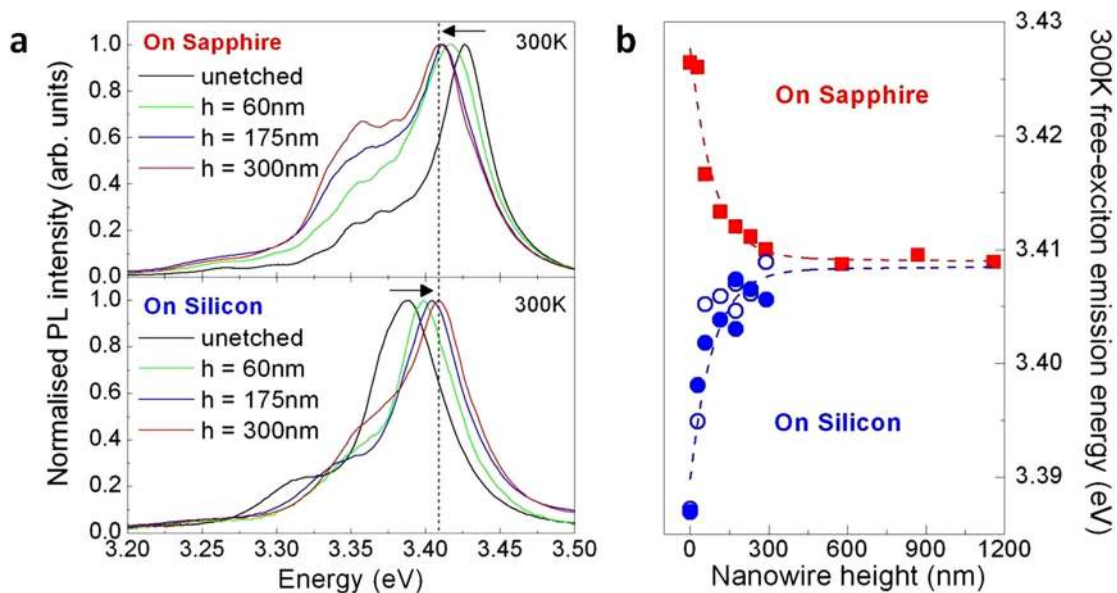 a
On Sapphire
300K
unetched
h = 60nm
h = 175nm
h = 300nm
1.0
0.8
0.6
0.4
0.2
0.0
On Silicon
300K
unetched
h = 60nm
h = 175nm
h = 300nm
1.0
0.8
0.6
0.4
0.2
0.0
3.20 3.25 3.30 3.35 3.40 3.45 3.50
Energy (eV)
Normalised PL intensity (arb. units)
b
On Sapphire
On Silicon
3.43
3.42
3.41
3.40
3.39
0 300 600 900 1200
Nanowire height (nm)
300K free-exciton emission energy (eV)